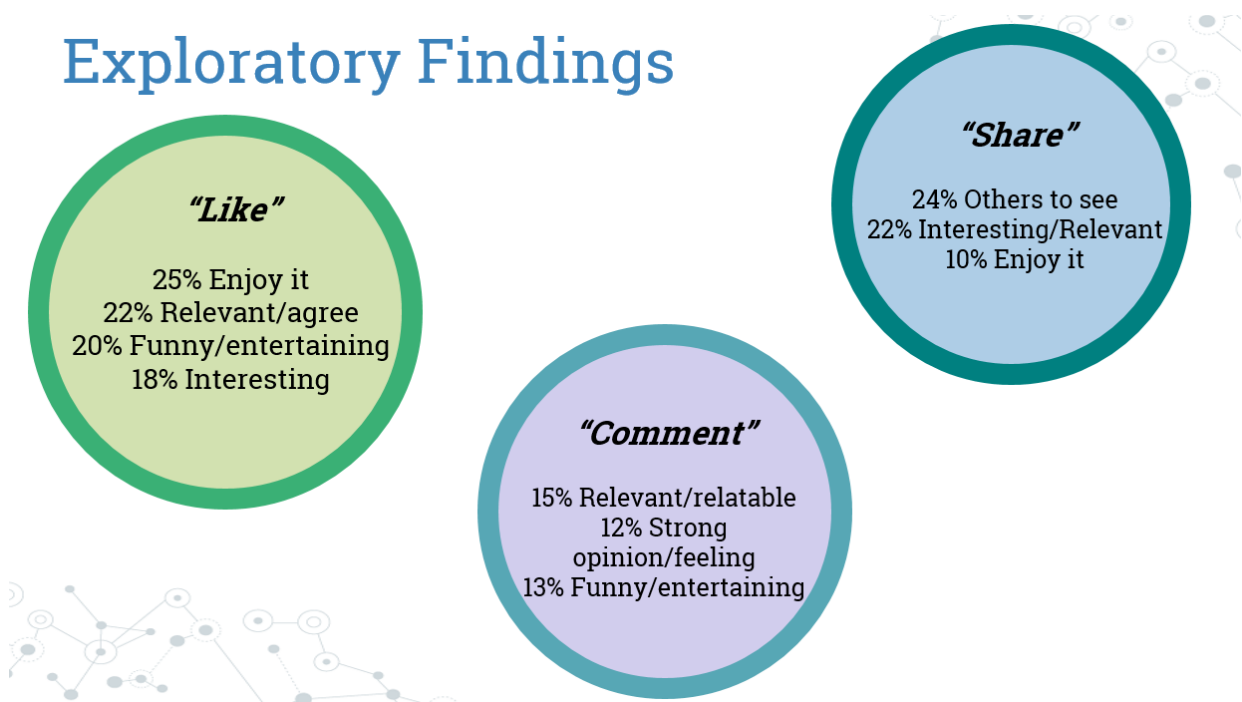 Exploratory Findings
“Like”
25% Enjoy it
22% Relevant/agree
20% Funny/entertaining
18% Interesting
“Comment”
15% Relevant/relatable
12% Strong
opinion/feeling
13% Funny/entertaining
“Share”
24% Others to see
22% Interesting/Relevant
10% Enjoy it